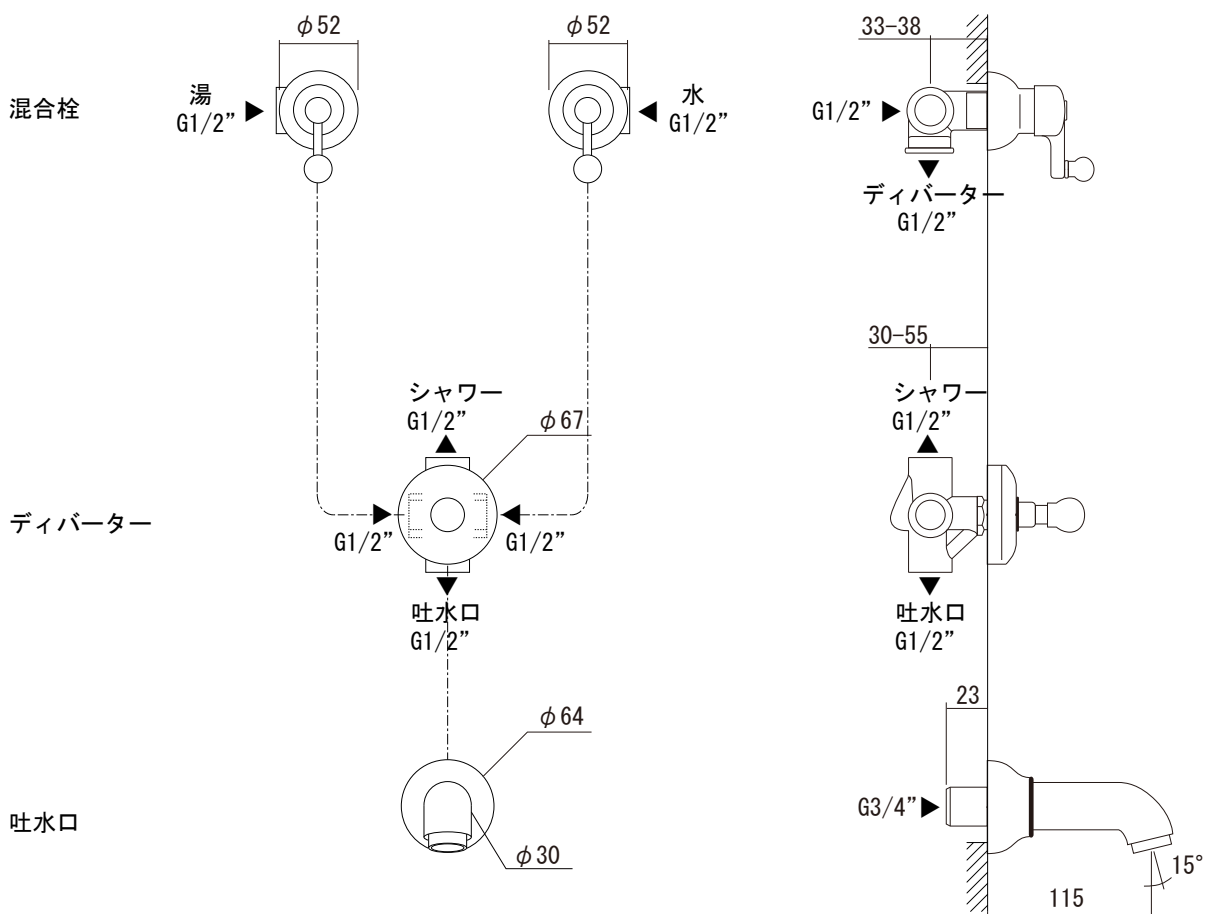 φ52
φ52
33-38
混合栓
湯
G1/2”
水
G1/2”
G1/2”
ディバーター
G1/2”
30-55
シャワー
G1/2”
φ67
シャワー
G1/2”
ディバーター
G1/2”
G1/2”
吐水口
G1/2”
吐水口
G1/2”
23
φ64
G3/4”
吐水口
φ30
15°
115